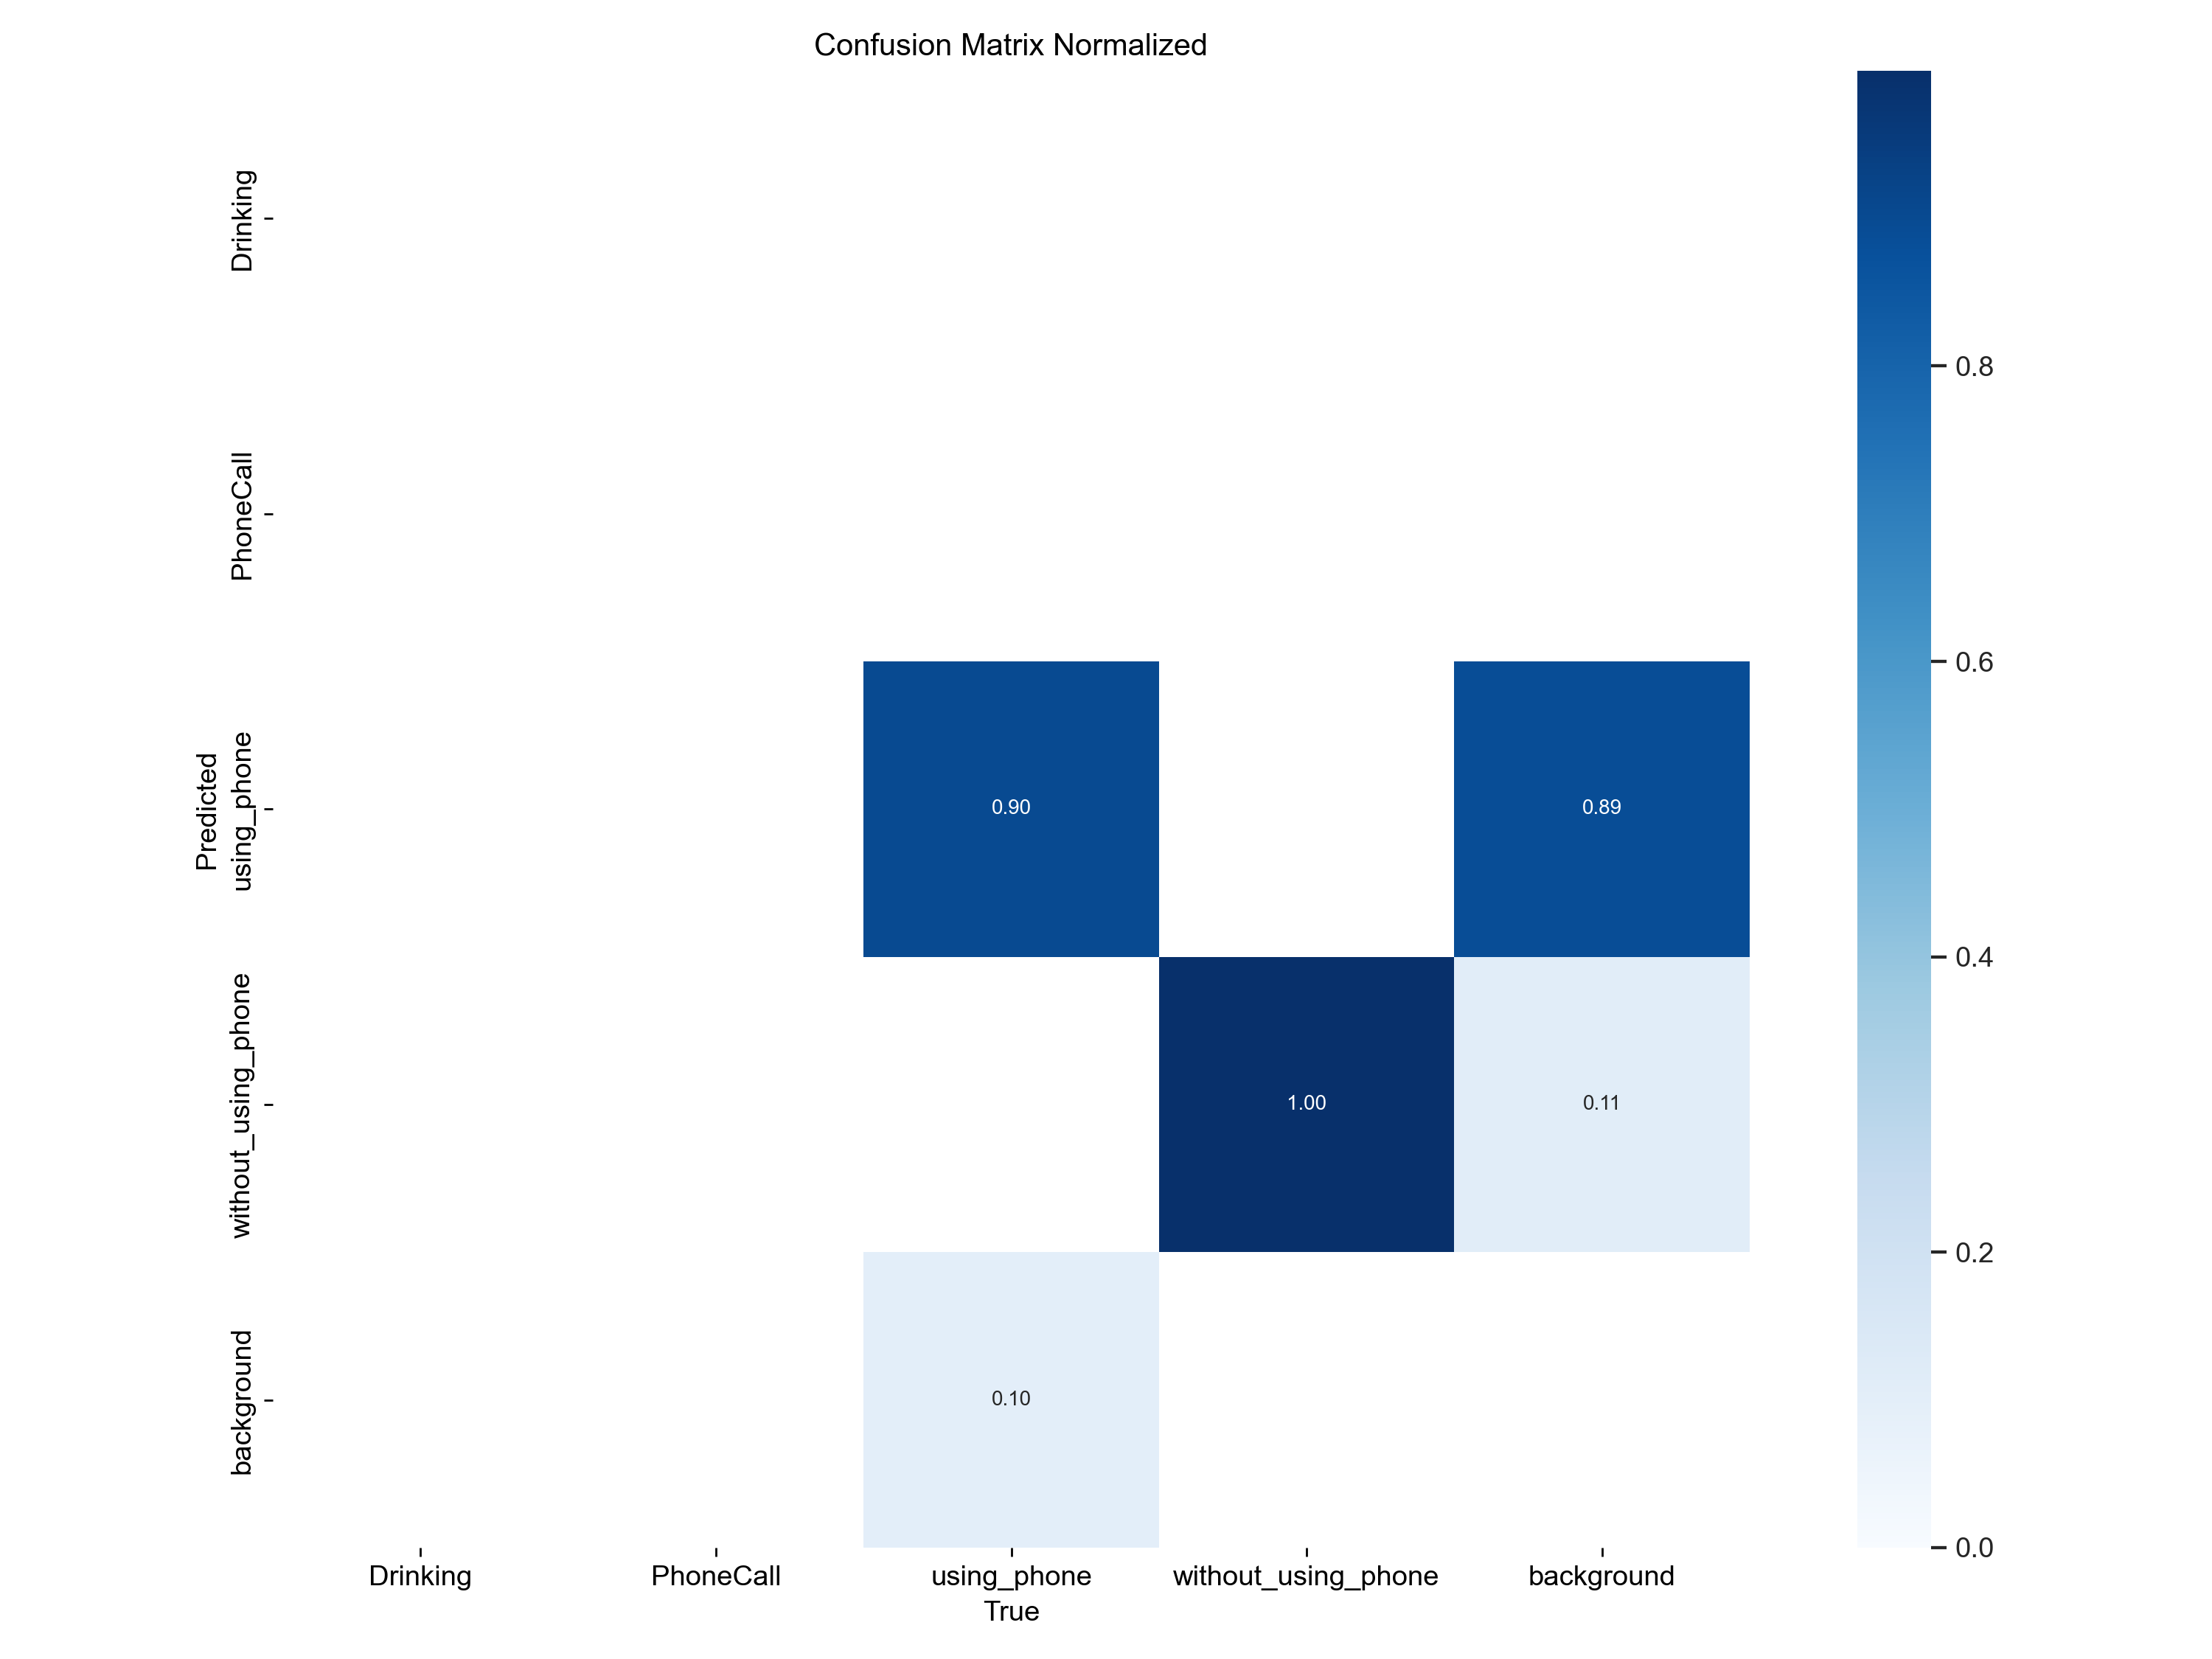 Confusion Matrix Normalized
Drinking
PhoneCall
using_phone
without_using_phone
background
Predicted
0.90
0.89
1.00
0.11
0.10
0.8
0.6
0.4
0.2
0.0
Drinking
PhoneCall
using_phone
without_using_phone
background
True